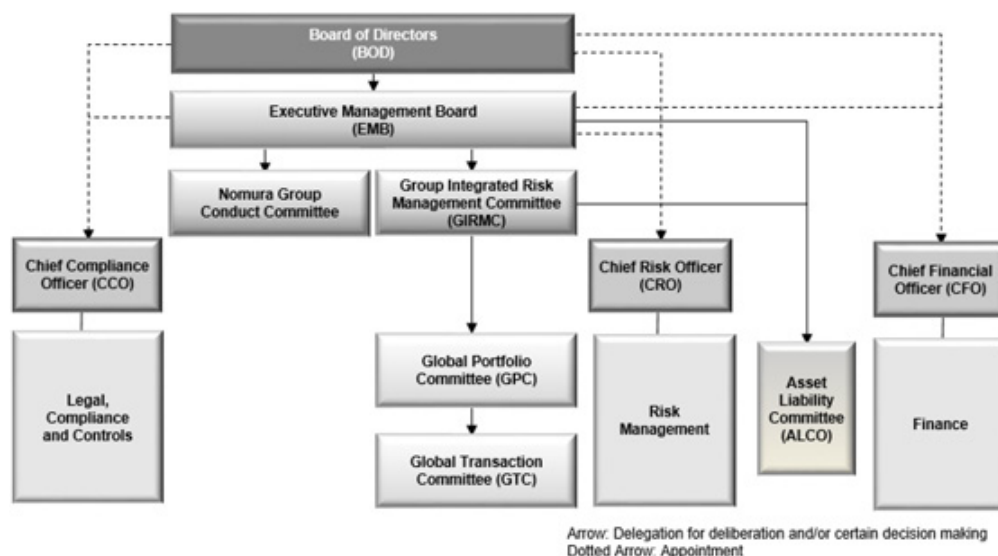 Board of Directors
(BOD)
Executive Management Board
(EMB)
Nomura Group
Conduct Committee
Group Integrated Risk
Management Committee
(GIRMC)
Chief Compliance
Officer (CCO)
Chief Risk Officer
(CRO)
Chief Financial
Officer (CFO)
Legal,
Compliance
and Controls
Global Portfolio
Committee (GPC)
Global Transaction
Committee (GTC)
Risk
Management
Asset
Liability
Committee
(ALCO)
Finance
Arrow: Delegation for deliberation and/or certain decision making
Dotted Arrow: Appointment